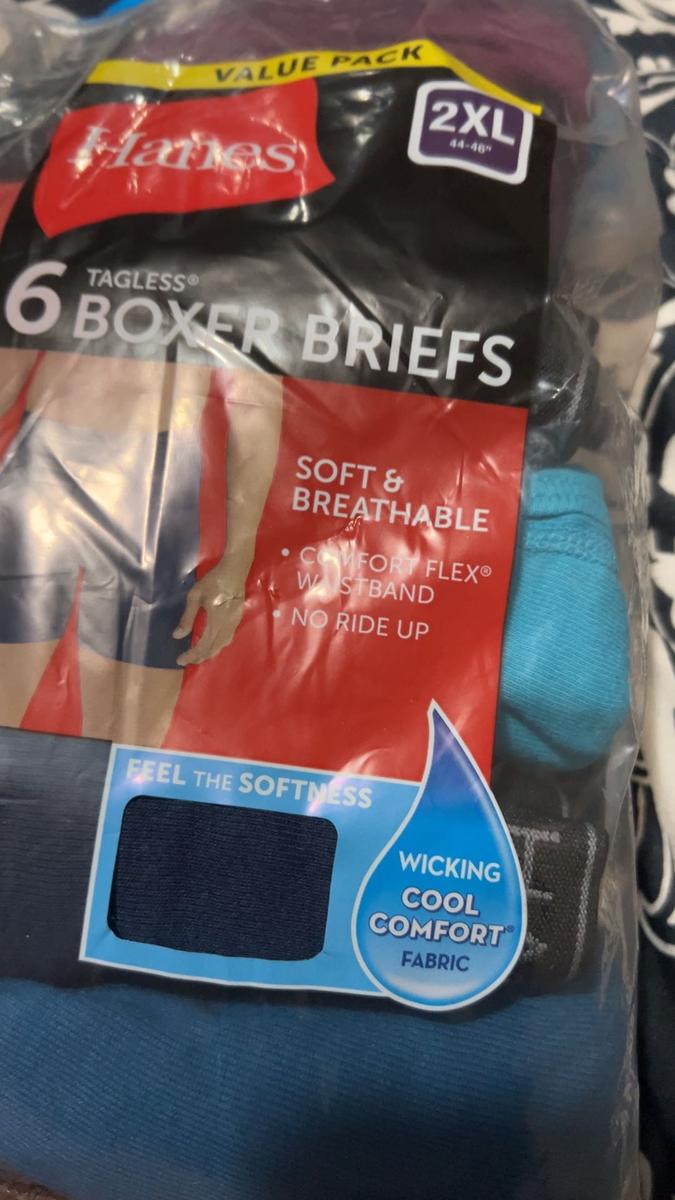 VALUE PACK
Hanes
2XL
44-46"
6 TAGLESS®
BOXER BRIEFS
SOFT &
BREATHABLE
• COMFORT FLEX®
WAISTBAND
• NO RIDE UP
FEEL THE SOFTNESS
WICKING
COOL
COMFORT®
FABRIC